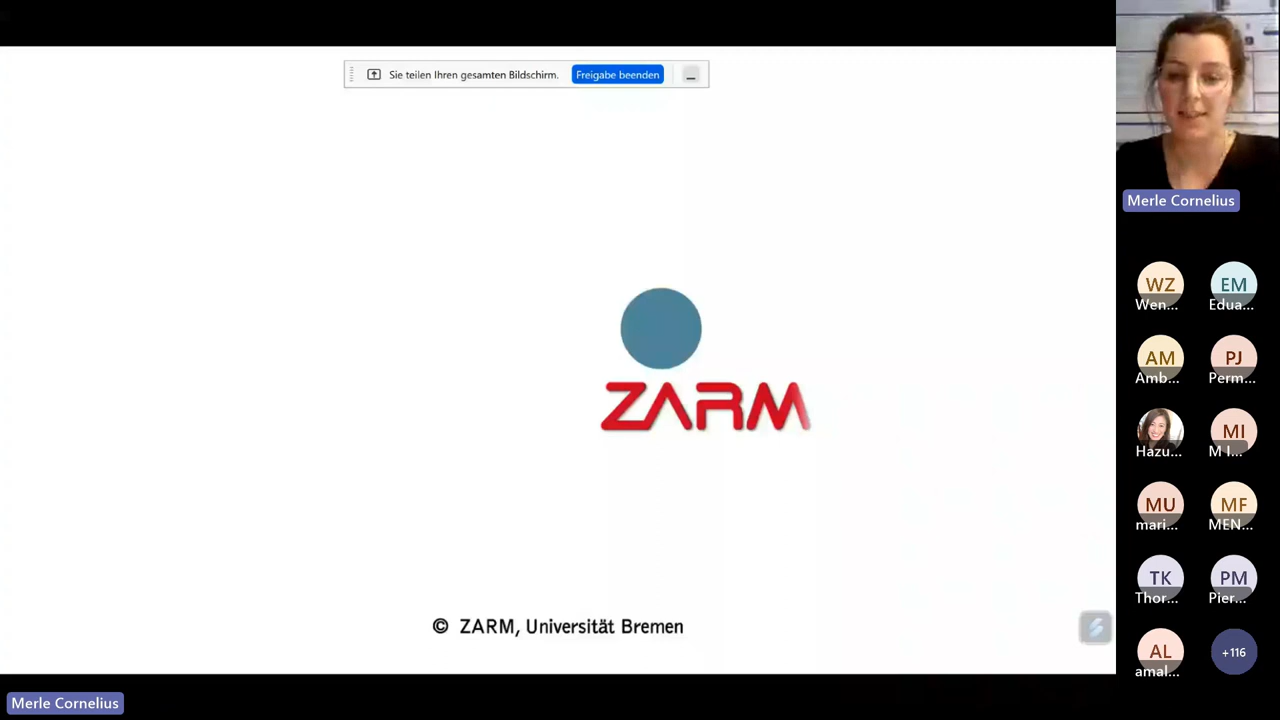 Sie teilen Ihren gesamten Bildschirm. Freigabe beenden
Merle Cornelius
WZ EM
Wen... Edua...
AM PJ
Amb... Perm...
MI
Hazu... M I...
MU MF
mari... MEN...
TK PM
Thor... Pier...
AL +116
amal...
ZARM
© ZARM, Universität Bremen
Merle Cornelius